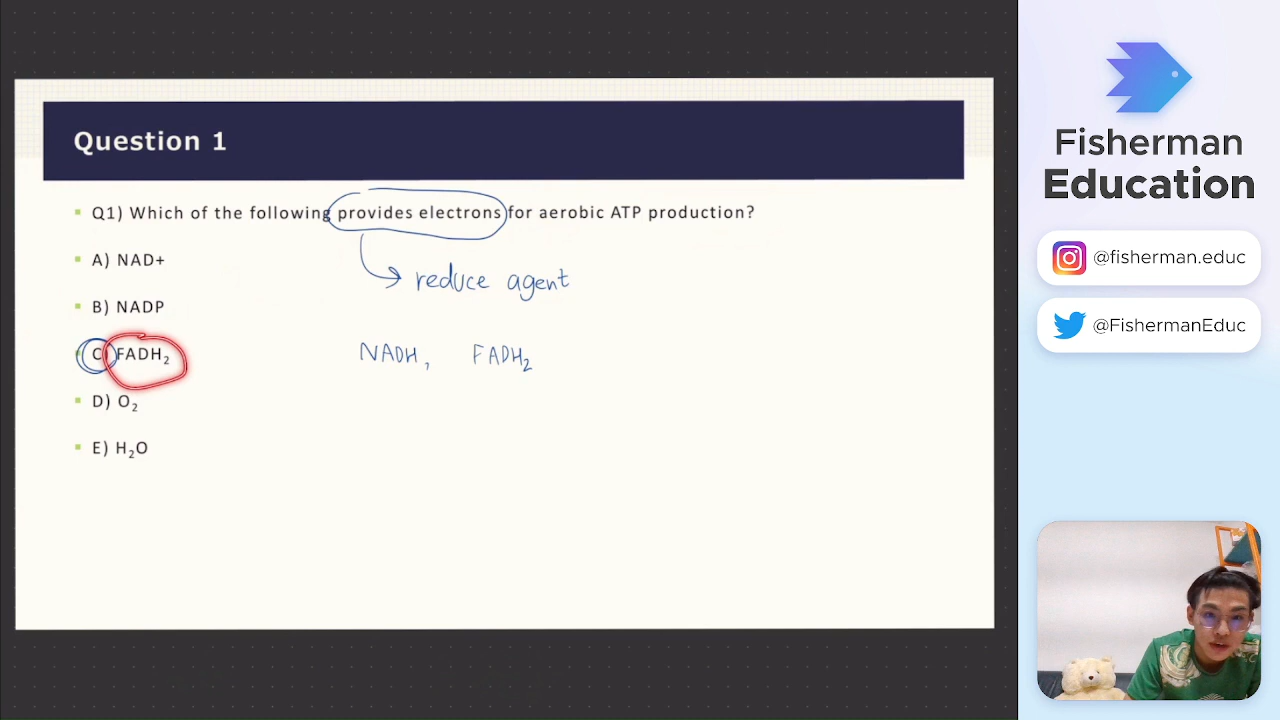 Question 1
Q1) Which of the following provides electrons for aerobic ATP production?
A) NAD+
reduce agent
B) NADP
C) FADH₂
NADH, FADH₂
D) O₂
E) H₂O
Fisherman
Education
@fisherman.educ
@FishermanEduc